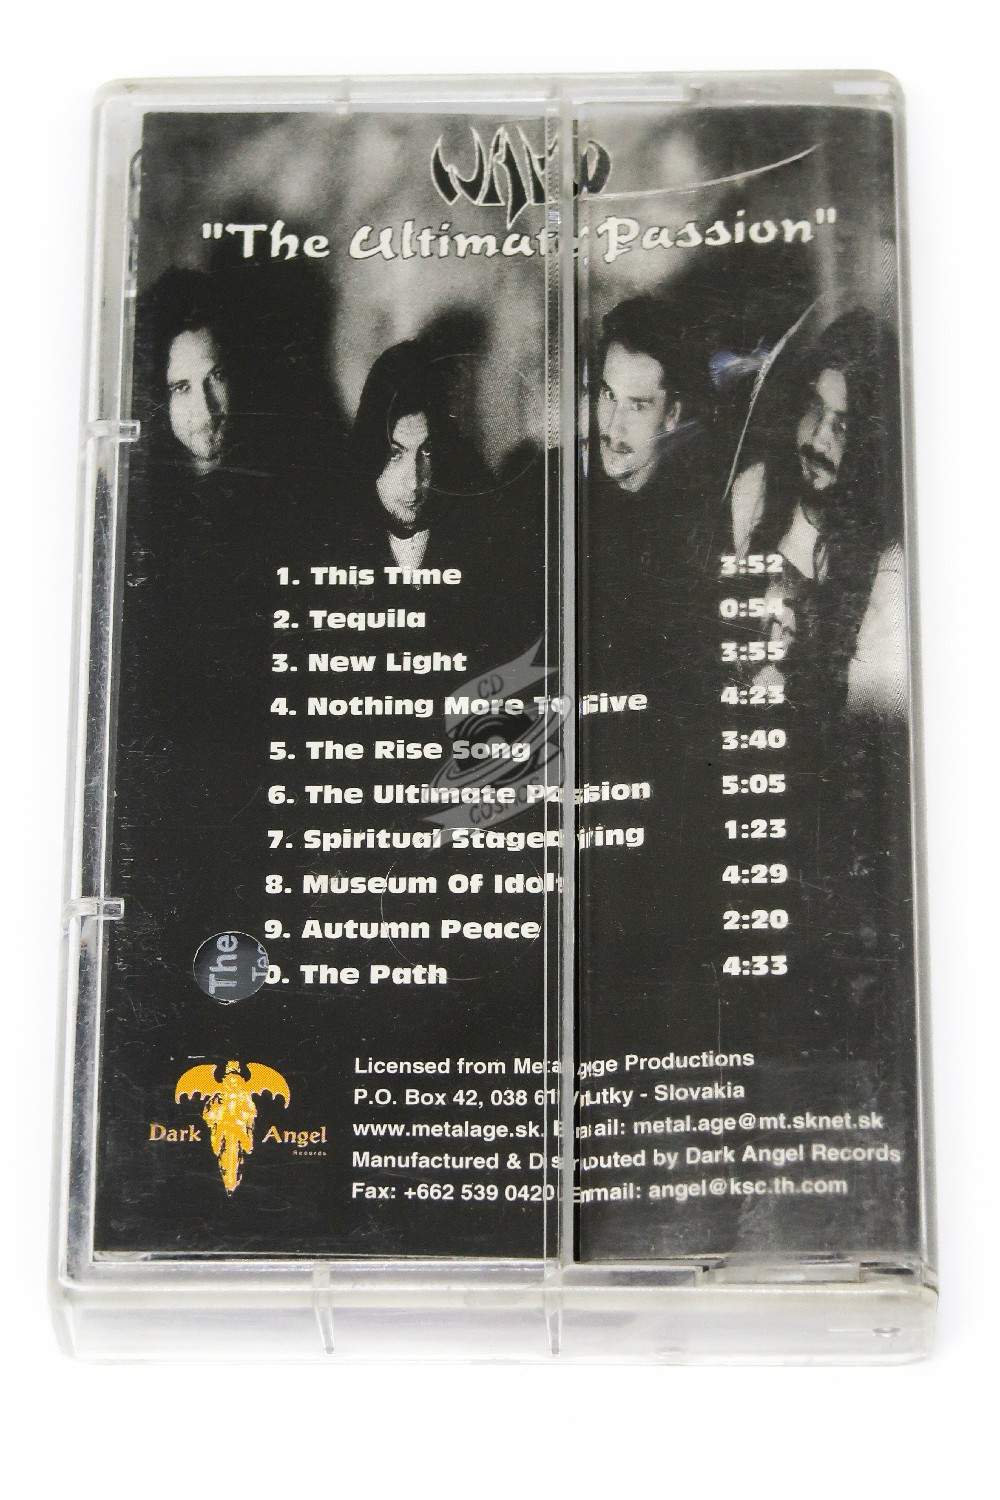 "The Ultimate Passion"
1. This Time 3:52
2. Tequila 0:54
3. New Light 3:55
4. Nothing More To Give 4:23
5. The Rise Song 3:40
6. The Ultimate Passion 5:05
7. Spiritual 1:23
8. Museum Of Idols 4:29
9. Autumn Peace 2:20
0. The Path 4:33
The
CD
COSMOS
Dark Angel
Records
Licensed from Metal Age Productions
P.O. Box 42, 038 61 Vrutky - Slovakia
www.metalage.sk. Email: metal.age@mt.sknet.sk
Manufactured & Distributed by Dark Angel Records
Fax: +662 539 0420 Email: angel@ksc.th.com